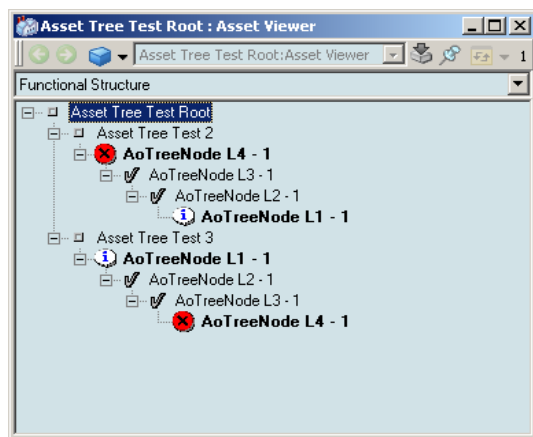 Asset Tree Test Root : Asset Viewer
Asset Tree Test Root:Asset Viewer 1
Functional Structure
Asset Tree Test Root
Asset Tree Test 2
AoTreeNode L4 - 1
AoTreeNode L3 - 1
AoTreeNode L2 - 1
AoTreeNode L1 - 1
Asset Tree Test 3
AoTreeNode L1 - 1
AoTreeNode L2 - 1
AoTreeNode L3 - 1
AoTreeNode L4 - 1